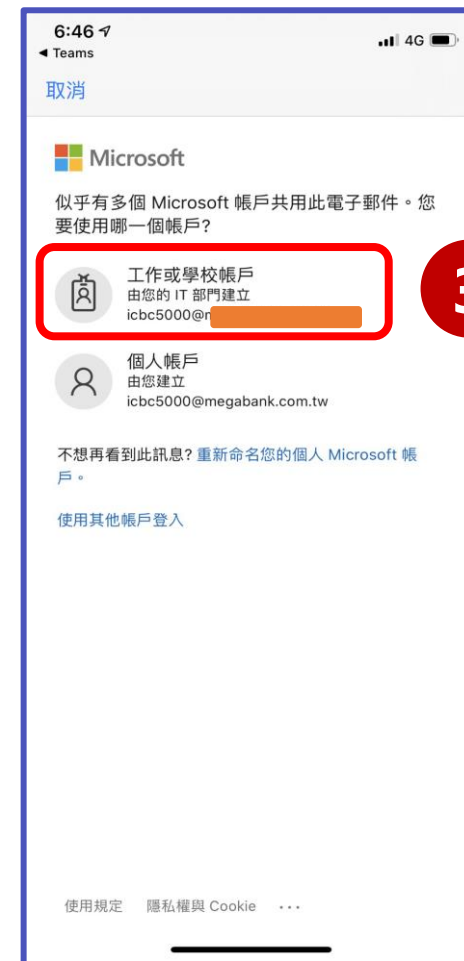 6:46
4G
◀ Teams
取消
Microsoft
似乎有多個 Microsoft 帳戶共用此電子郵件。您
要使用哪一個帳戶?
工作或學校帳戶
由您的 IT 部門建立
icbc5000@
3
個人帳戶
由您建立
icbc5000@megabank.com.tw
不想再看到此訊息? 重新命名您的個人 Microsoft 帳
戶。
使用其他帳戶登入
使用規定 隱私權與 Cookie ...